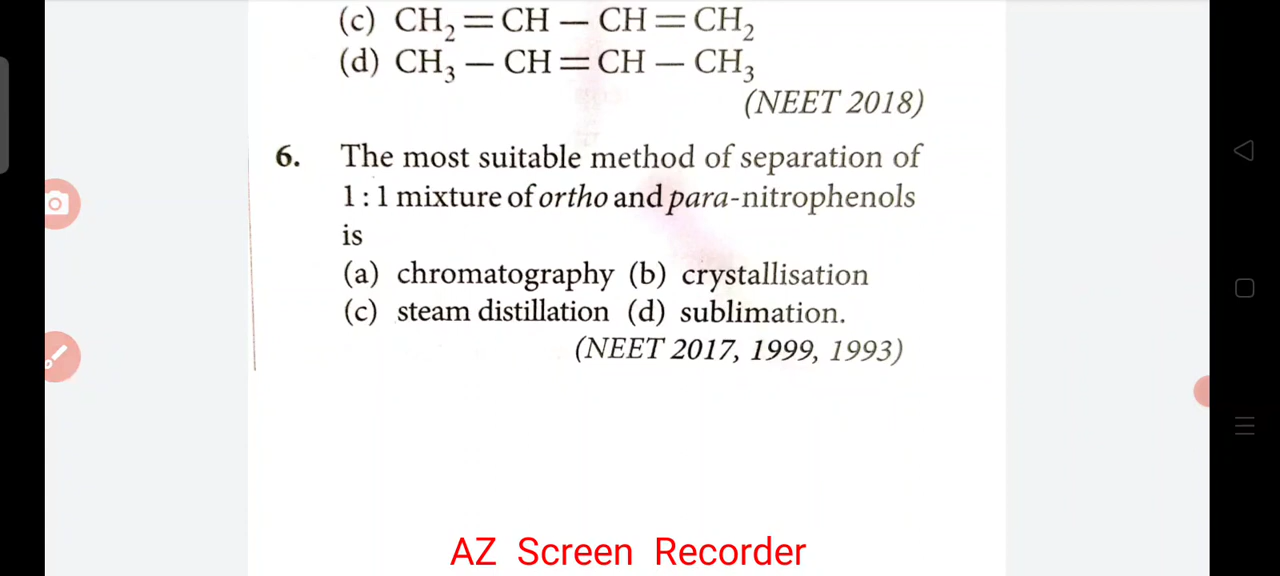 (c) CH₂ = CH — CH = CH₂
(d) CH₃ — CH = CH — CH₃
(NEET 2018)
6. The most suitable method of separation of
1 : 1 mixture of ortho and para-nitrophenols
is
(a) chromatography (b) crystallisation
(c) steam distillation (d) sublimation.
(NEET 2017, 1999, 1993)
AZ Screen Recorder